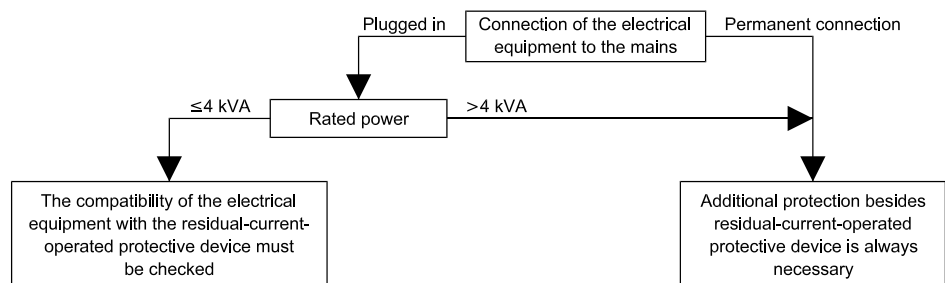 Plugged in
Connection of the electrical
equipment to the mains
Permanent connection
≤4 kVA
Rated power
>4 kVA
The compatibility of the electrical
equipment with the residual-current-
operated protective device must
be checked
Additional protection besides
residual-current-operated
protective device is always
necessary